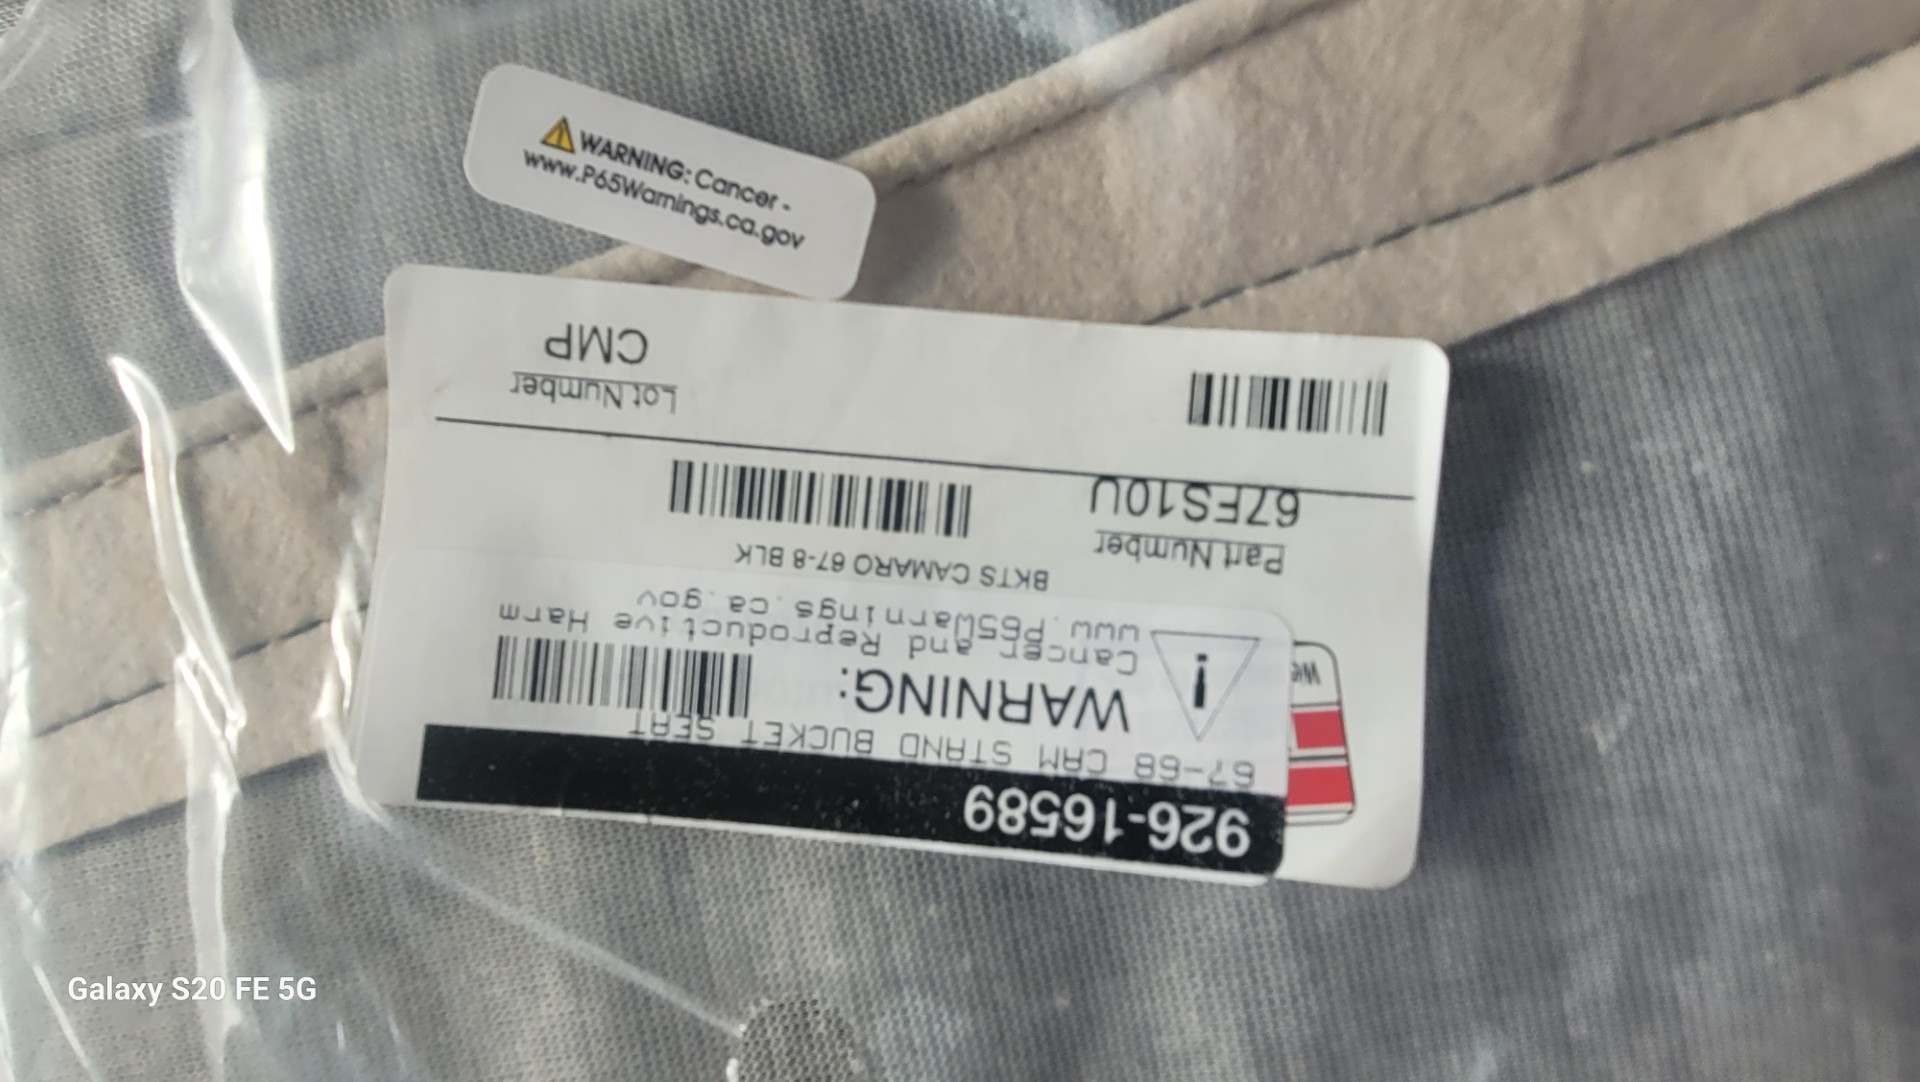 ⚠ WARNING: Cancer -
www.P65Warnings.ca.gov
926-16589
67-68 CAM STAND BUCKET SEAT
WARNING:
Cancer and Reproductive Harm
www.P65Warnings.ca.gov
BKTS CAMARO 67-8 BLK
Part Number
67FS10U
Lot Number
CMP
Galaxy S20 FE 5G